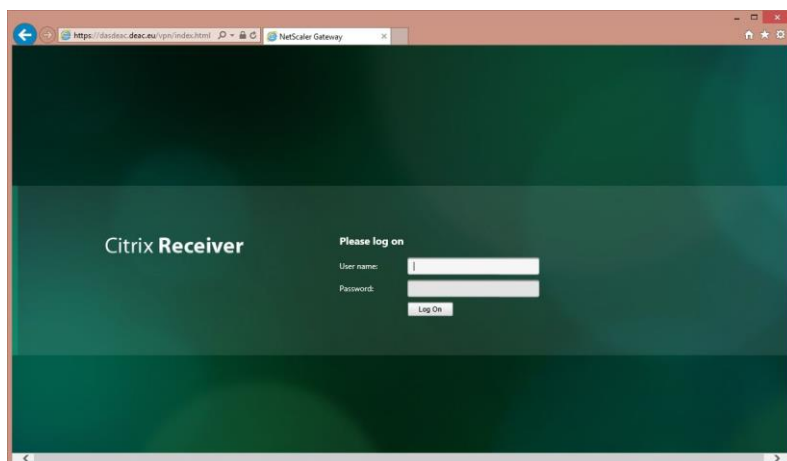 https://dasdeac.deac.eu/vpn/index.html
NetScaler Gateway
Citrix Receiver
Please log on
User name:
Password:
Log On